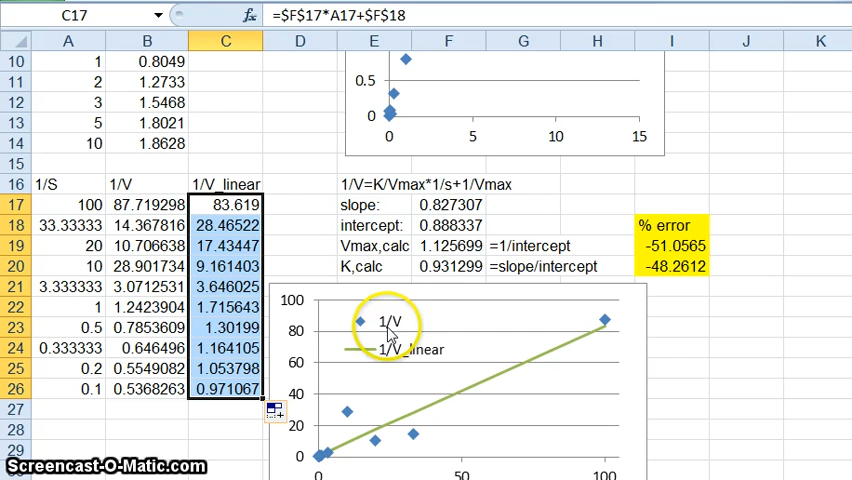 C17 fx =$F$17*A17+$F$18
A B C D E F G H I J K
10 1 0.8049
11 2 1.2733
12 3 1.5468
13 5 1.8021
14 10 1.8628
0.5
0
0 5 10 15
15
16 1/S 1/V 1/V_linear 1/V=K/Vmax*1/s+1/Vmax
17 100 87.719298 83.619 slope: 0.827307
18 33.33333 14.367816 28.46522 intercept: 0.888337 % error
19 20 10.706638 17.43447 Vmax,calc 1.125699 =1/intercept -51.0565
20 10 28.901734 9.161403 K,calc 0.931299 =slope/intercept -48.2612
21 3.333333 3.0712531 3.646025
22 1 1.2423904 1.715643
23 0.5 0.7853609 1.30199
24 0.333333 0.646496 1.164105
25 0.2 0.5549082 1.053798
26 0.1 0.5368263 0.971067
27
28
29
100
80
60
40
20
0
1/V
1/V_linear
0 50 100
Screencast-O-Matic.com